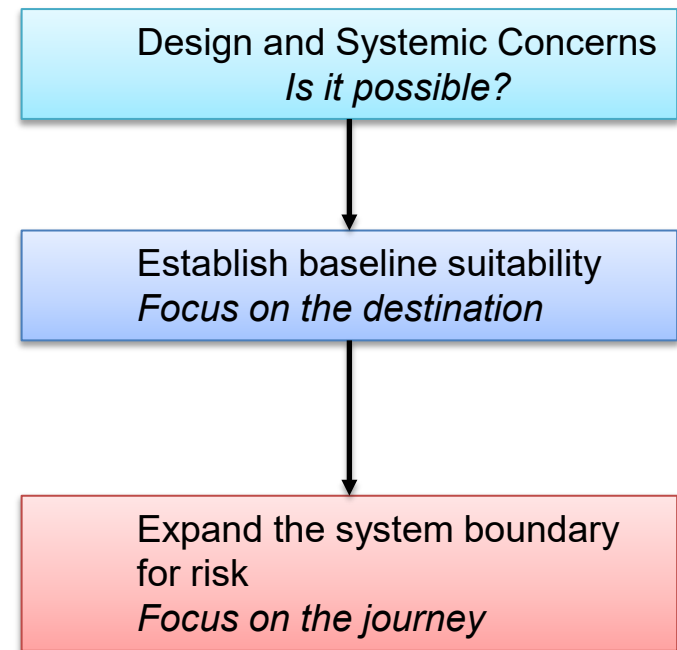 Design and Systemic Concerns
Is it possible?
Establish baseline suitability
Focus on the destination
Expand the system boundary
for risk
Focus on the journey